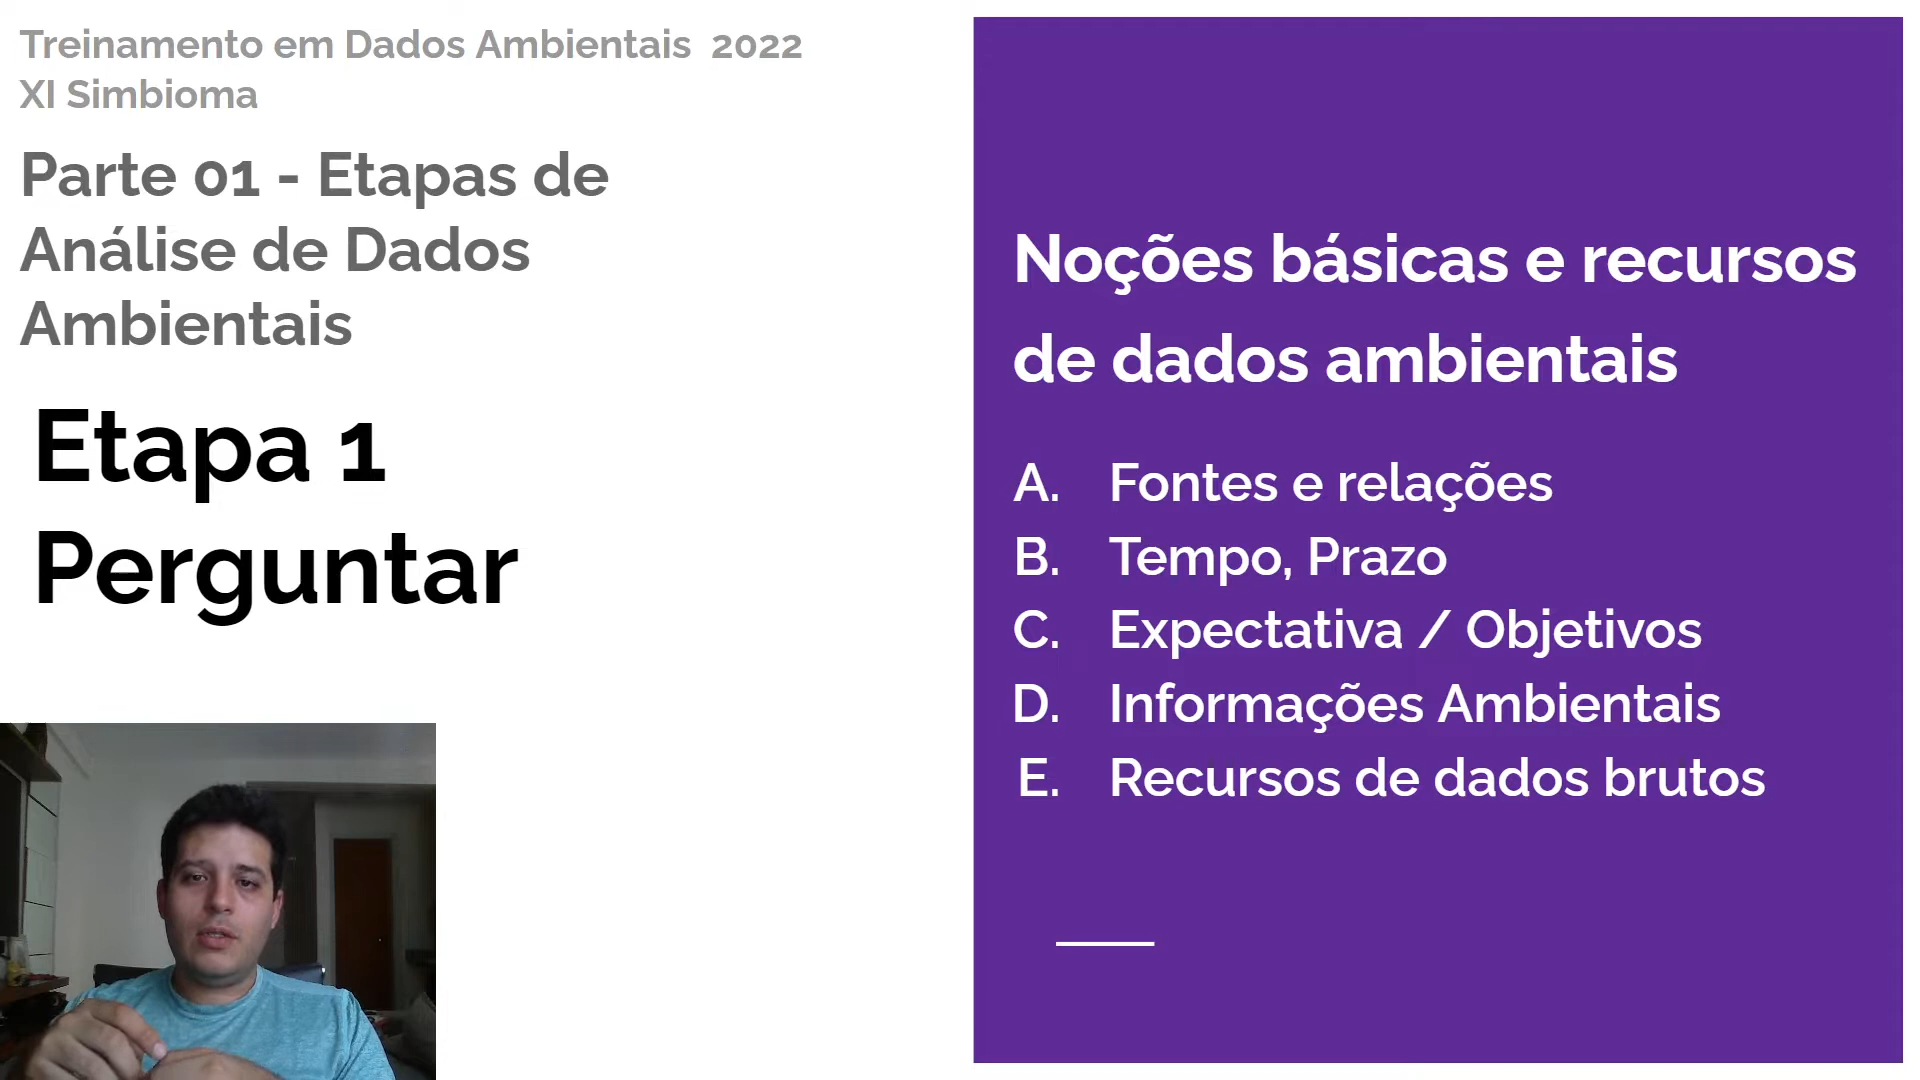 Treinamento em Dados Ambientais 2022
XI Simbioma
Parte 01 - Etapas de
Análise de Dados
Ambientais
Etapa 1
Perguntar
Noções básicas e recursos
de dados ambientais
A. Fontes e relações
B. Tempo, Prazo
C. Expectativa / Objetivos
D. Informações Ambientais
E. Recursos de dados brutos